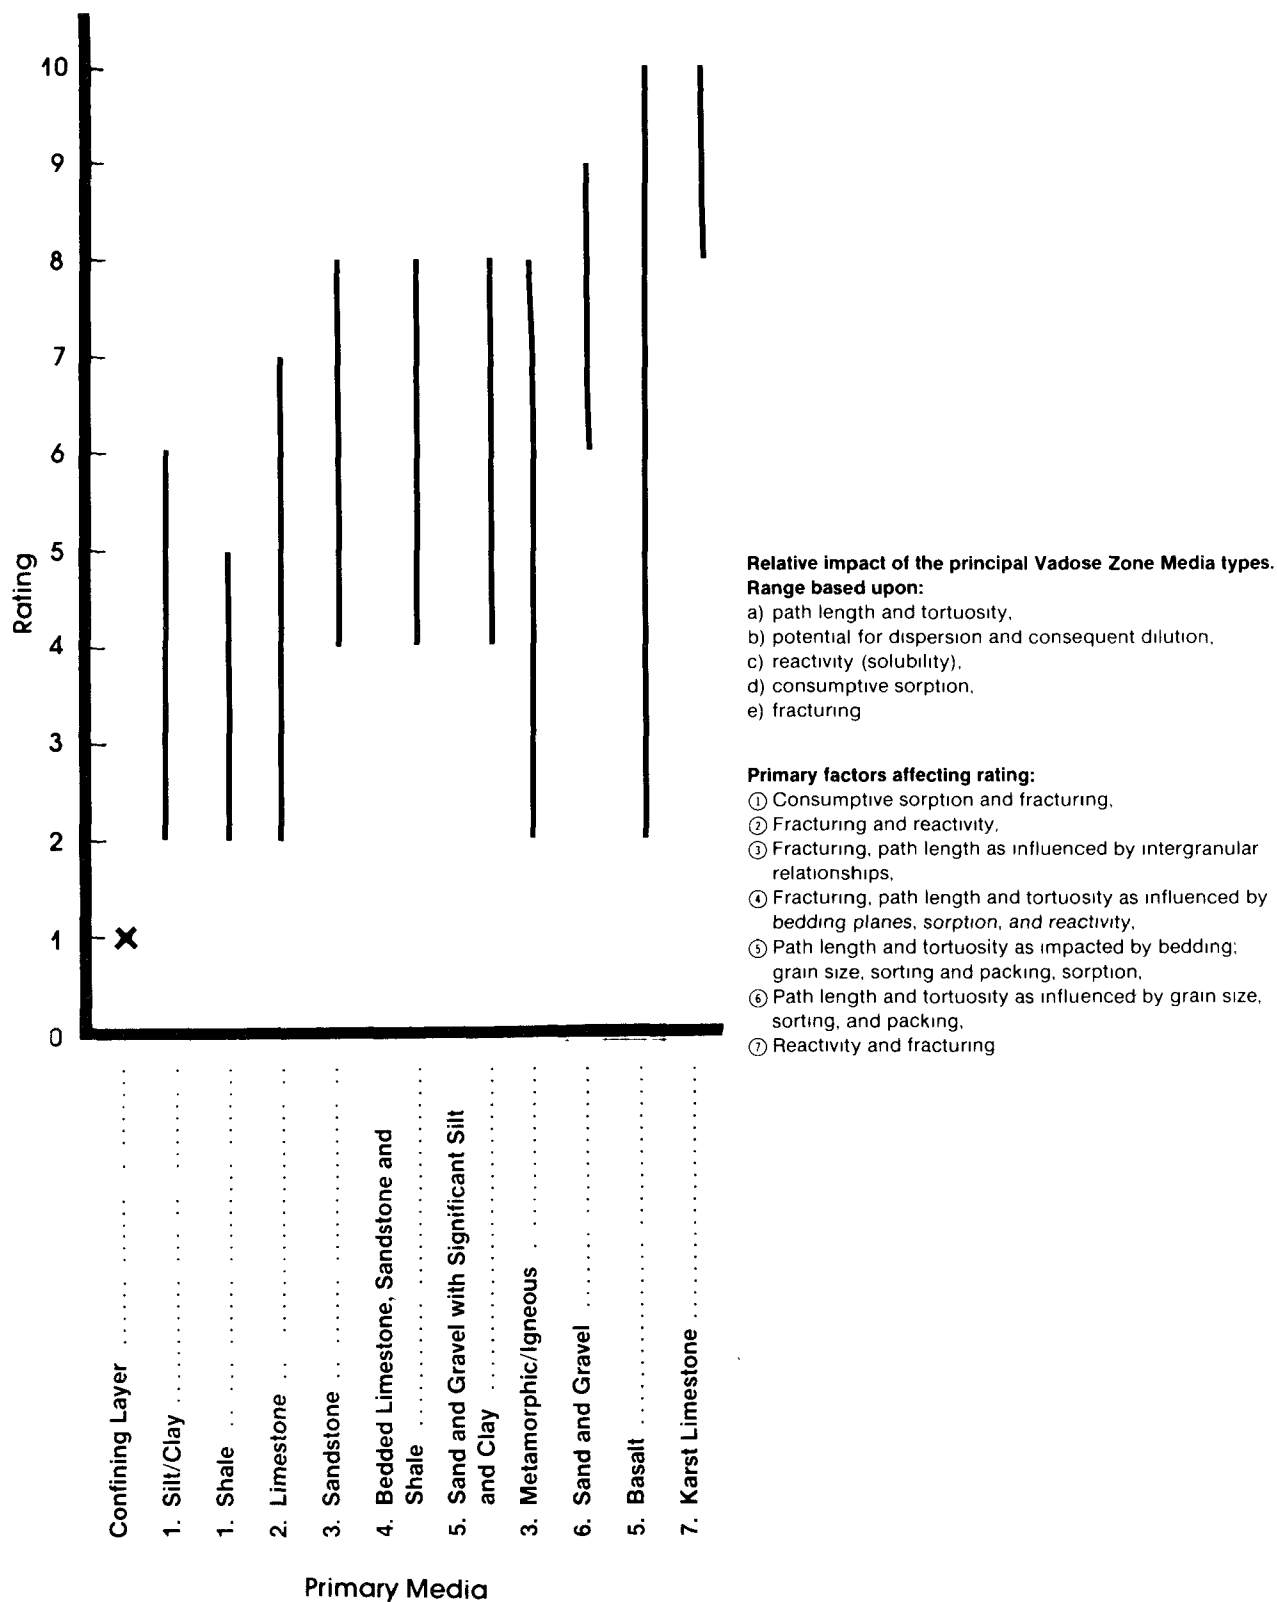 10
9
8
7
6
5
4
3
2
1
0
Rating
Relative impact of the principal Vadose Zone Media types.
Range based upon:
a) path length and tortuosity,
b) potential for dispersion and consequent dilution,
c) reactivity (solubility),
d) consumptive sorption,
e) fracturing
Primary factors affecting rating:
① Consumptive sorption and fracturing,
② Fracturing and reactivity,
③ Fracturing, path length as influenced by intergranular
relationships,
④ Fracturing, path length and tortuosity as influenced by
bedding planes, sorption, and reactivity,
⑤ Path length and tortuosity as impacted by bedding;
grain size, sorting and packing, sorption,
⑥ Path length and tortuosity as influenced by grain size,
sorting, and packing,
⑦ Reactivity and fracturing
Confining Layer
1. Silt/Clay
1. Shale
2. Limestone
3. Sandstone
4. Bedded Limestone, Sandstone and
Shale
5. Sand and Gravel with Significant Silt
and Clay
3. Metamorphic/Igneous
6. Sand and Gravel
5. Basalt
7. Karst Limestone
Primary Media